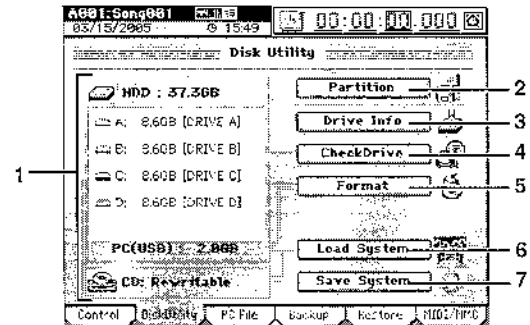 A001:Song001
03/15/2005 15:49
00:00:00.000
Disk Utility
HDD : 37.3GB
A: 8.6GB [DRIVE A]
B: 8.6GB [DRIVE B]
C: 8.6GB [DRIVE C]
D: 8.6GB [DRIVE D]
PC(USB) : 2.0GB
CD: Rewritable
Partition
Drive Info
CheckDrive
Format
Load System
Save System
1
2
3
4
5
6
7
Control DiskUtility PC File Backup Restore MIDI/MMC